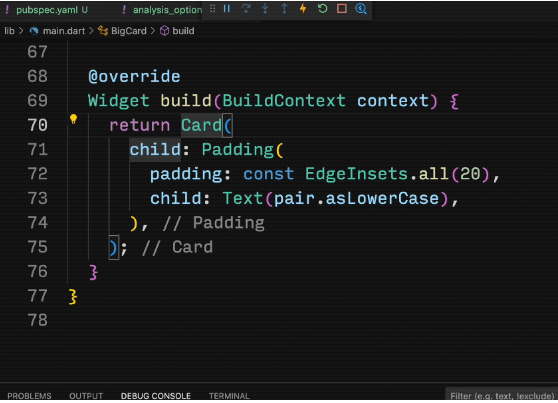 ! pubspec.yaml U ! analysis_option
lib > main.dart > BigCard > build
67
68 @override
69 Widget build(BuildContext context) {
70 return Card(
71 child: Padding(
72 padding: const EdgeInsets.all(20),
73 child: Text(pair.asLowerCase),
74 ), // Padding
75 ); // Card
76 }
77 }
78
PROBLEMS OUTPUT DEBUG CONSOLE TERMINAL Filter (e.g. text, !exclude)